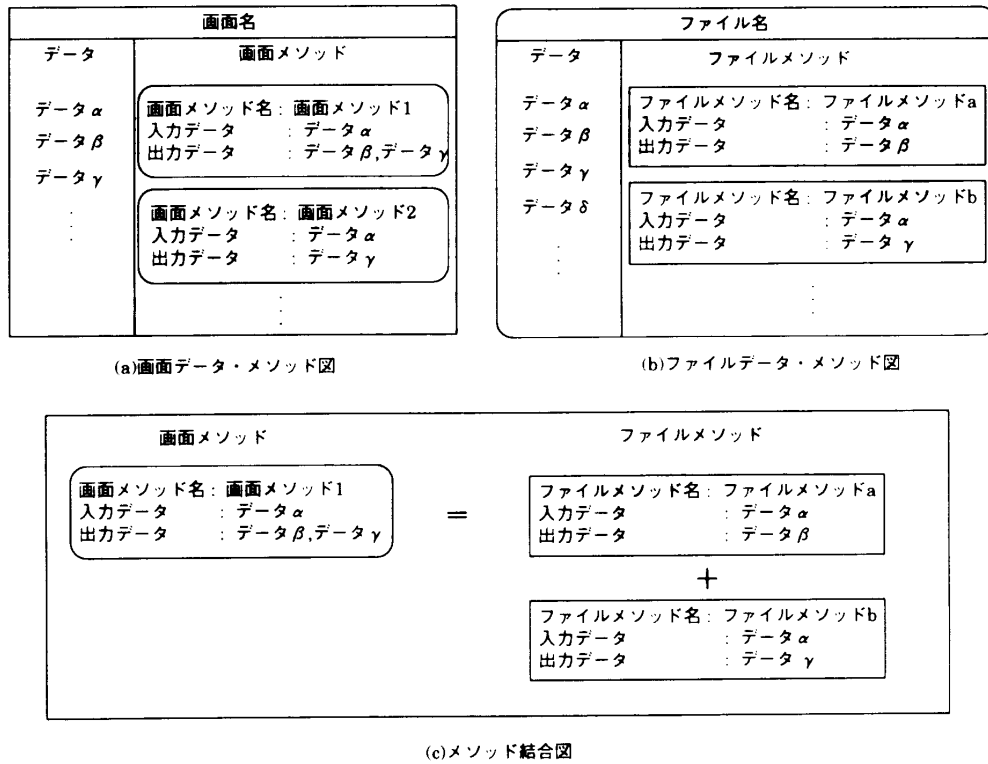 画面名
データ
画面メソッド
データα
データβ
データγ
画面メソッド名: 画面メソッド1
入力データ : データα
出力データ : データβ,データγ
画面メソッド名: 画面メソッド2
入力データ : データα
出力データ : データγ
(a)画面データ・メソッド図
ファイル名
データ
ファイルメソッド
データα
データβ
データγ
データδ
ファイルメソッド名: ファイルメソッドa
入力データ : データα
出力データ : データβ
ファイルメソッド名: ファイルメソッドb
入力データ : データα
出力データ : データγ
(b)ファイルデータ・メソッド図
画面メソッド
ファイルメソッド
画面メソッド名: 画面メソッド1
入力データ : データα
出力データ : データβ,データγ
=
ファイルメソッド名: ファイルメソッドa
入力データ : データα
出力データ : データβ
+
ファイルメソッド名: ファイルメソッドb
入力データ : データα
出力データ : データγ
(c)メソッド結合図